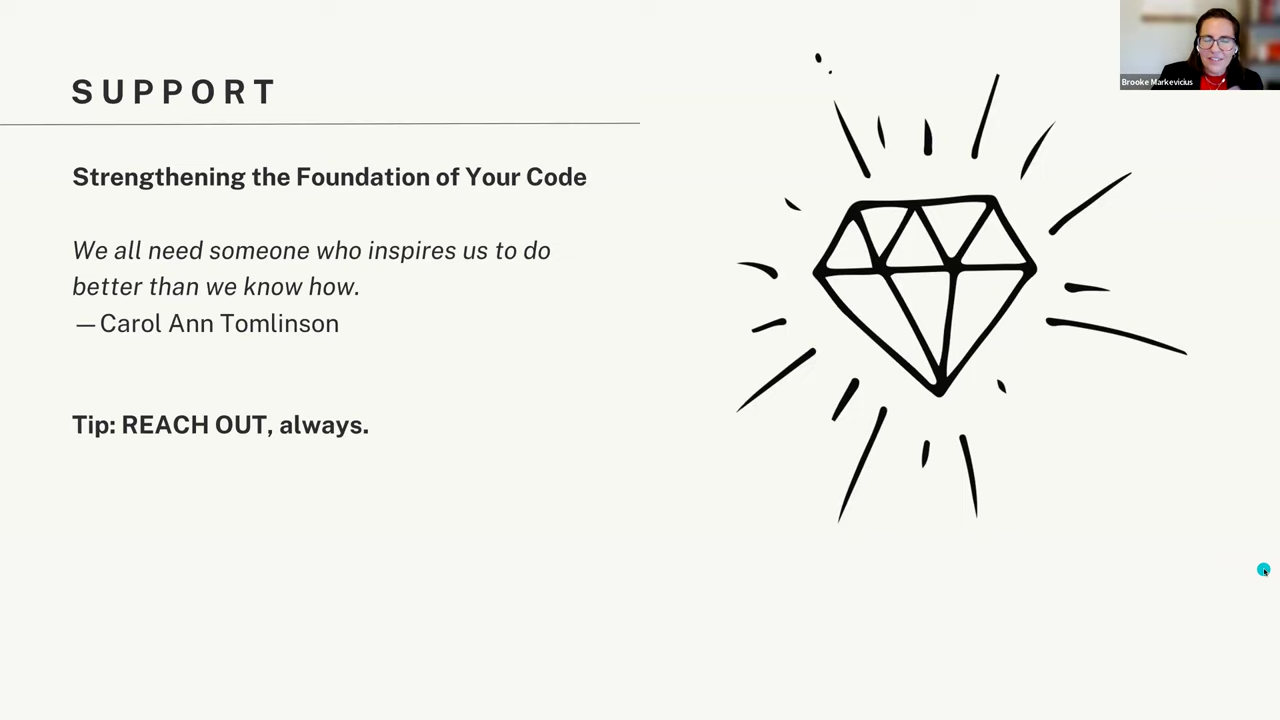 SUPPORT
Strengthening the Foundation of Your Code
We all need someone who inspires us to do
better than we know how.
—Carol Ann Tomlinson
Tip: REACH OUT, always.
Brooke Markevicius